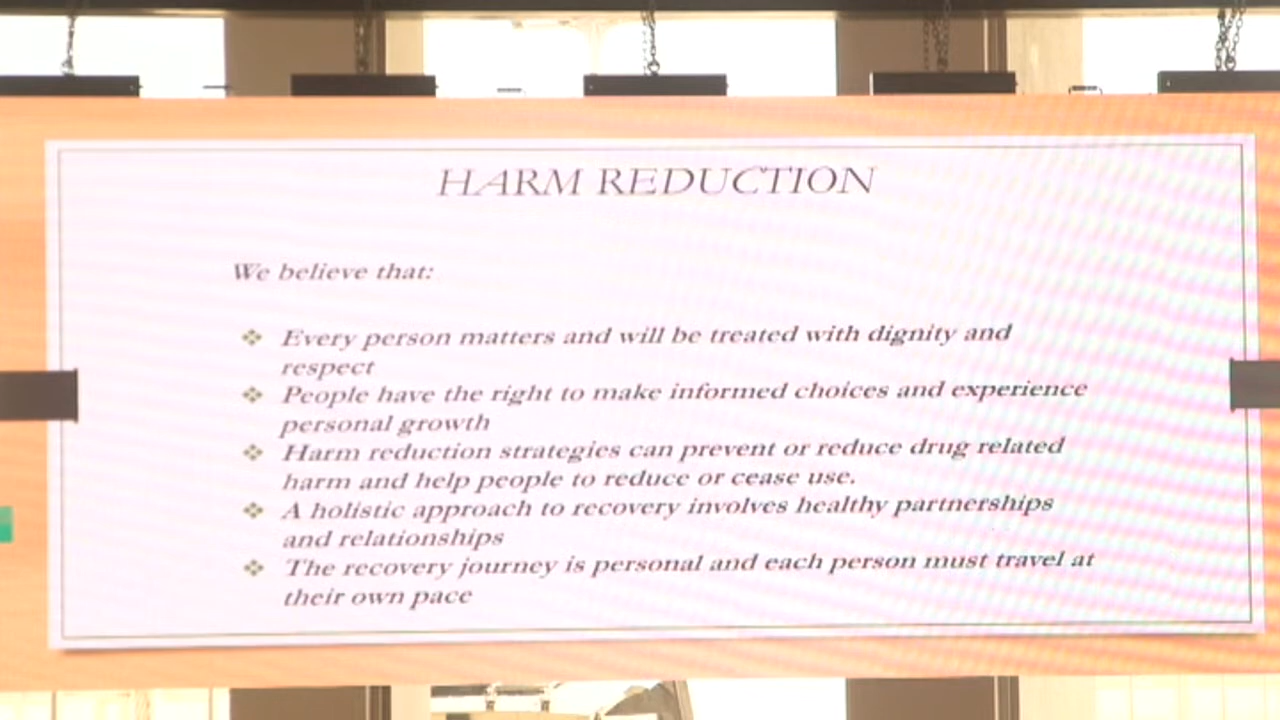 HARM REDUCTION
We believe that:
❖ Every person matters and will be treated with dignity and
respect
❖ People have the right to make informed choices and experience
personal growth
❖ Harm reduction strategies can prevent or reduce drug related
harm and help people to reduce or cease use.
❖ A holistic approach to recovery involves healthy partnerships
and relationships
❖ The recovery journey is personal and each person must travel at
their own pace